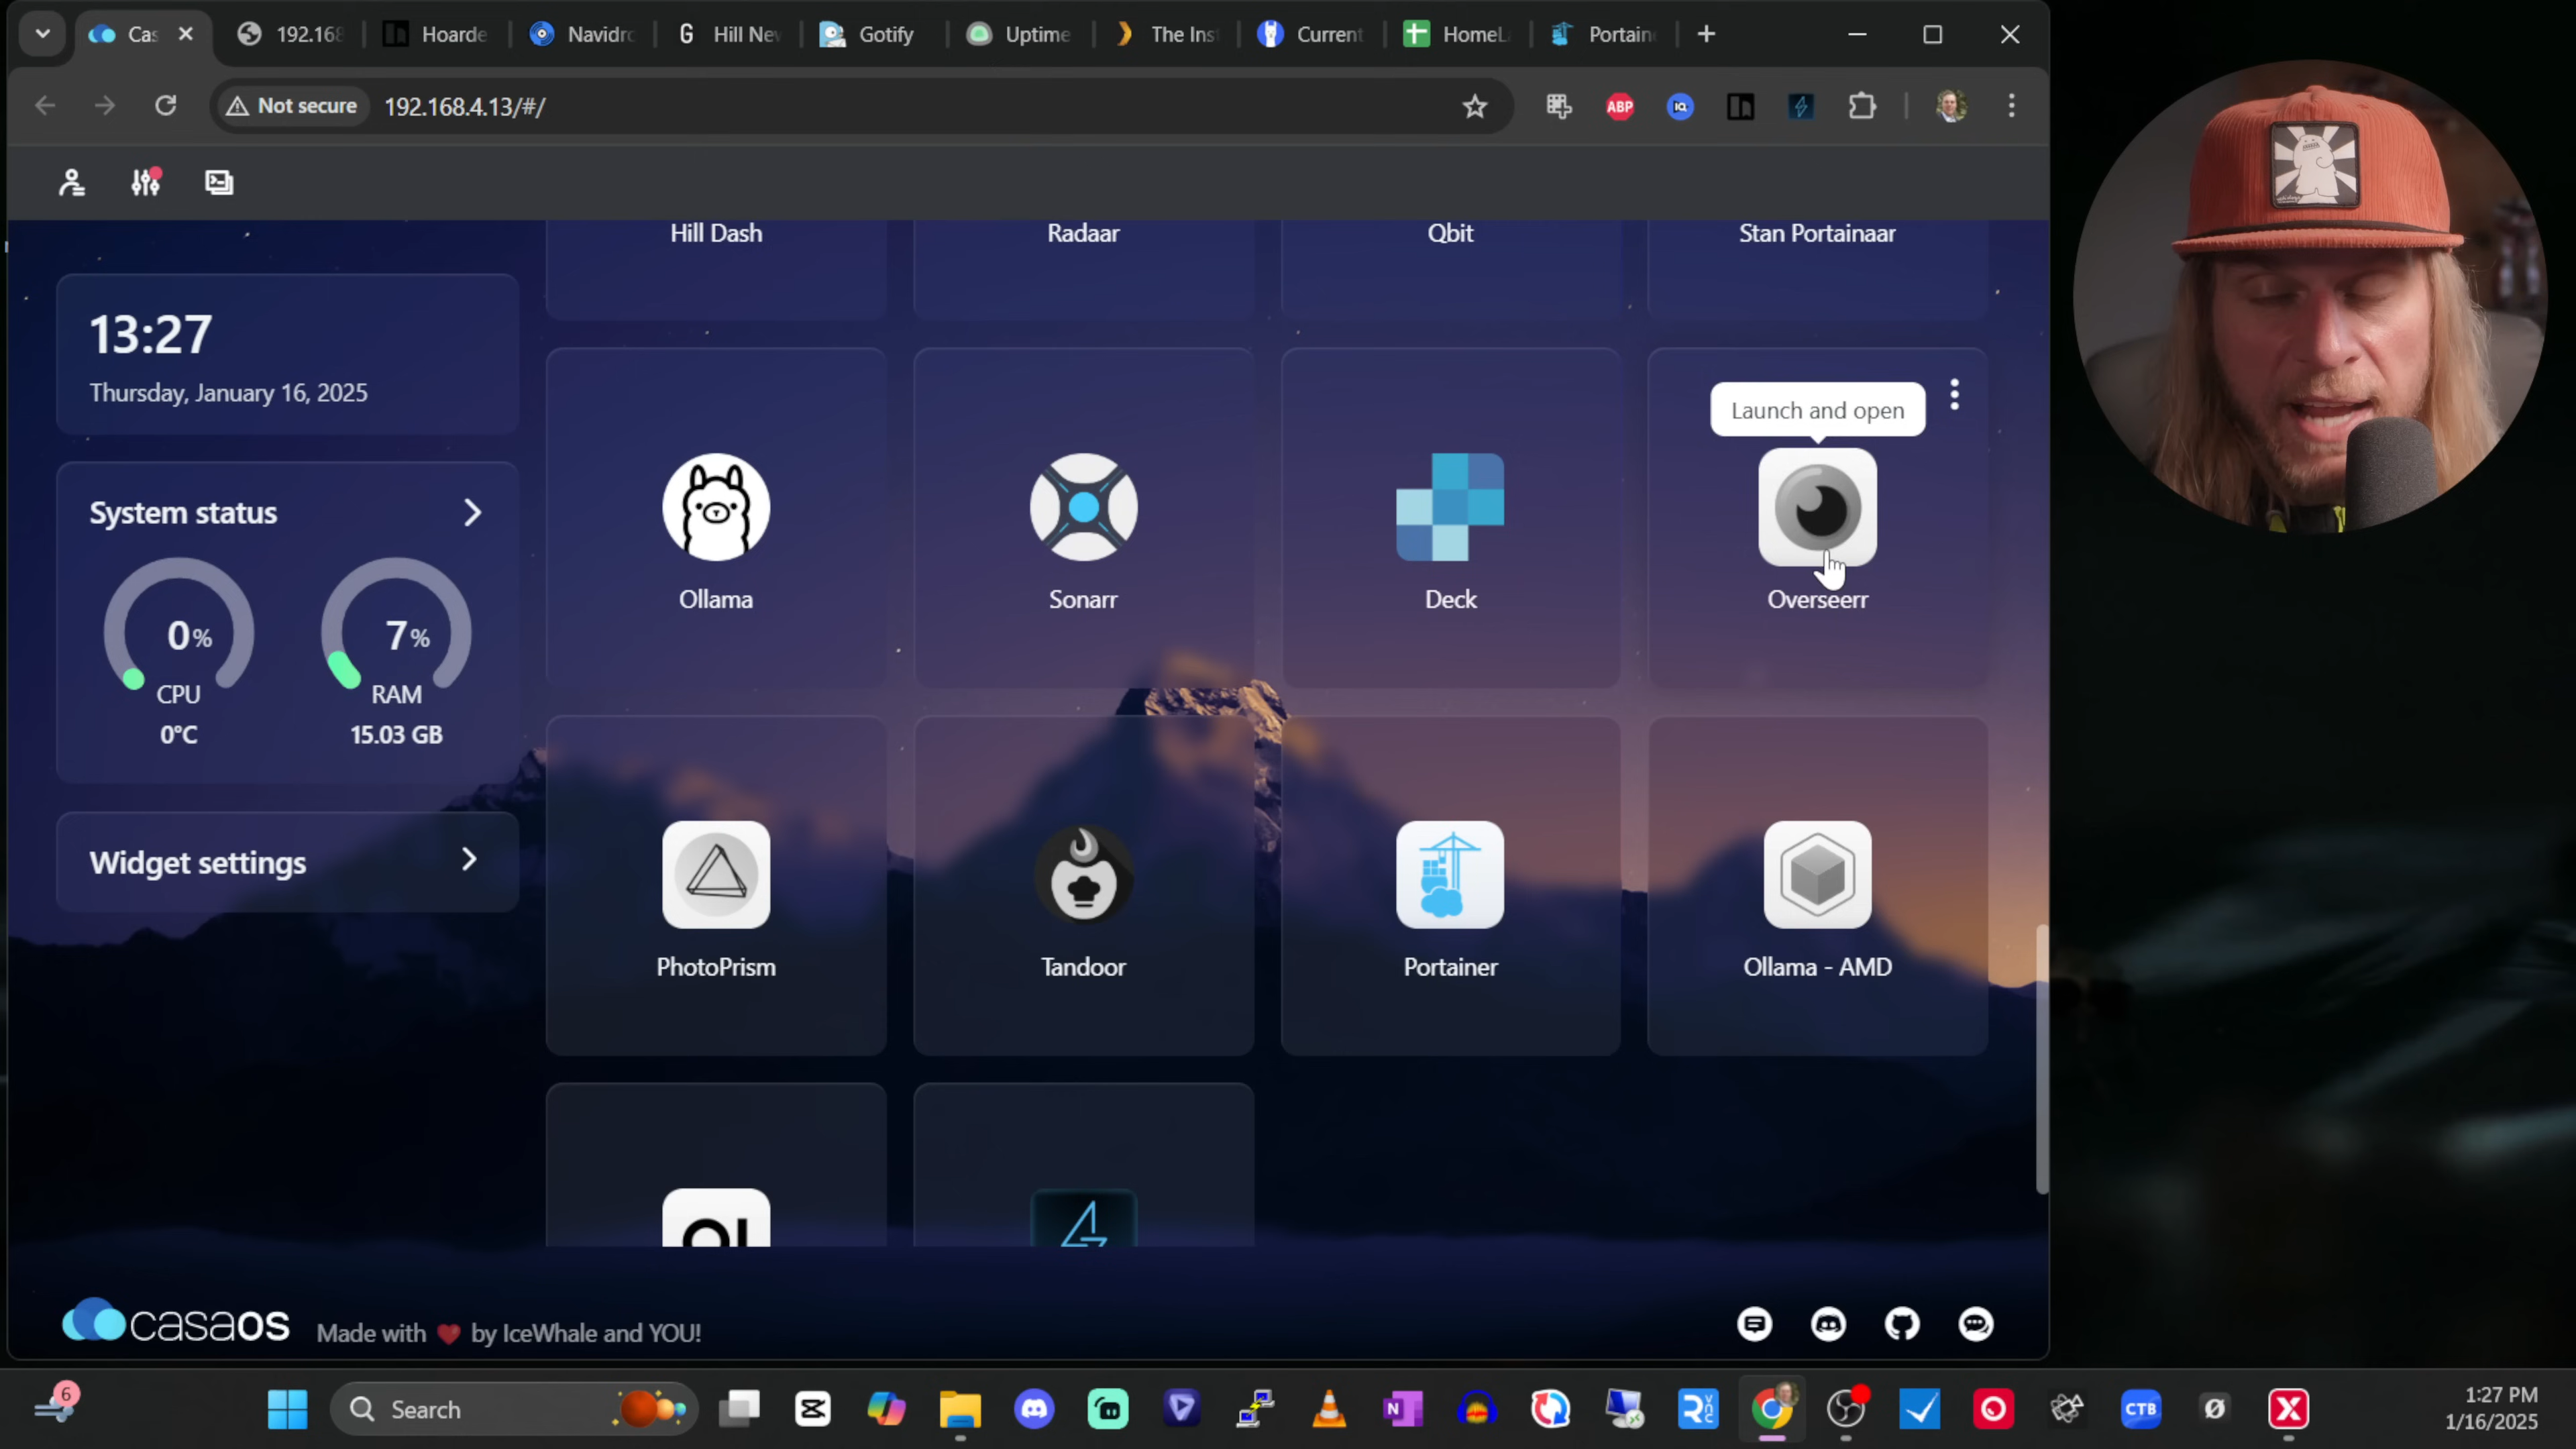 Cas
192.168
Hoarde
Navidro
G Hill Nev
Gotify
Uptime
The Ins
Current
HomeL
Portain
Not secure 192.168.4.13/#/
ABP
IQ
Hill Dash
Radaar
Qbit
Stan Portainaar
13:27
Thursday, January 16, 2025
System status
0%
CPU
0°C
7%
RAM
15.03 GB
Widget settings
Launch and open
Ollama
Sonarr
Deck
Overseerr
PhotoPrism
Tandoor
Portainer
Ollama - AMD
OI
casaOS
Made with ❤ by IceWhale and YOU!
6
Search
N
CTB
1:27 PM
1/16/2025